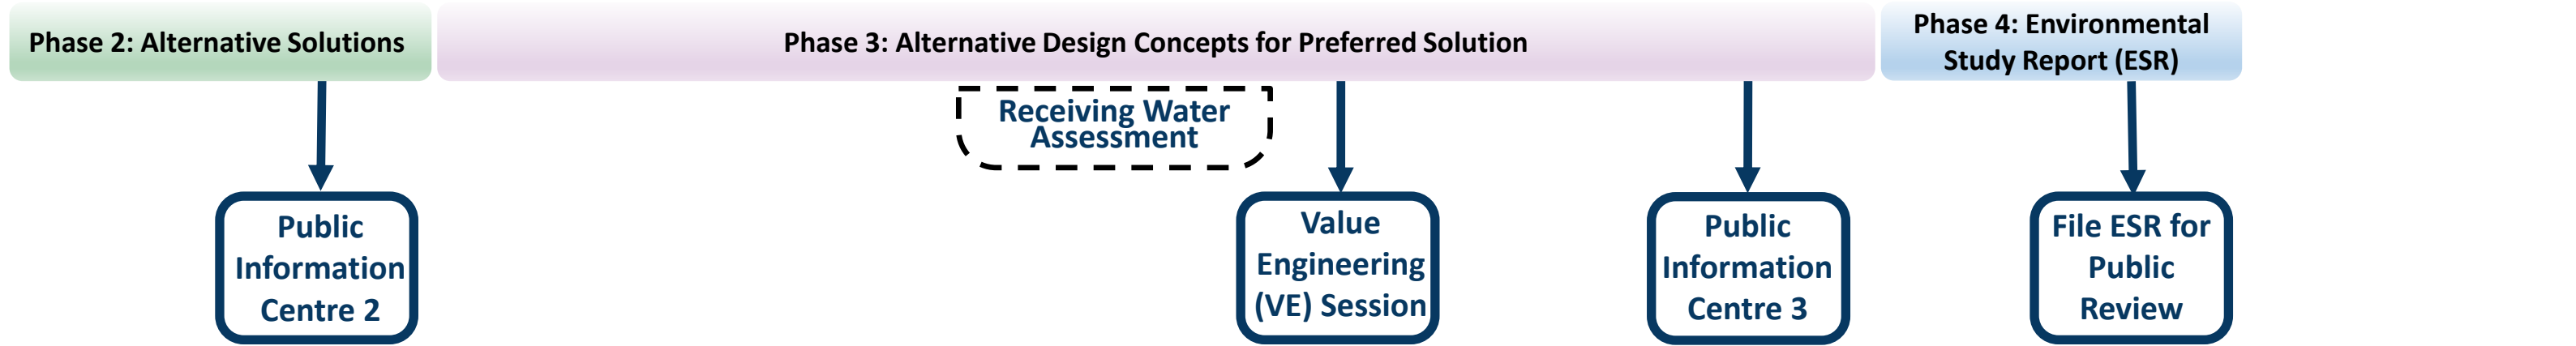 Phase 2: Alternative Solutions
Phase 3: Alternative Design Concepts for Preferred Solution
Phase 4: Environmental
Study Report (ESR)
Receiving Water
Assessment
Public
Information
Centre 2
Value
Engineering
(VE) Session
Public
Information
Centre 3
File ESR for
Public
Review